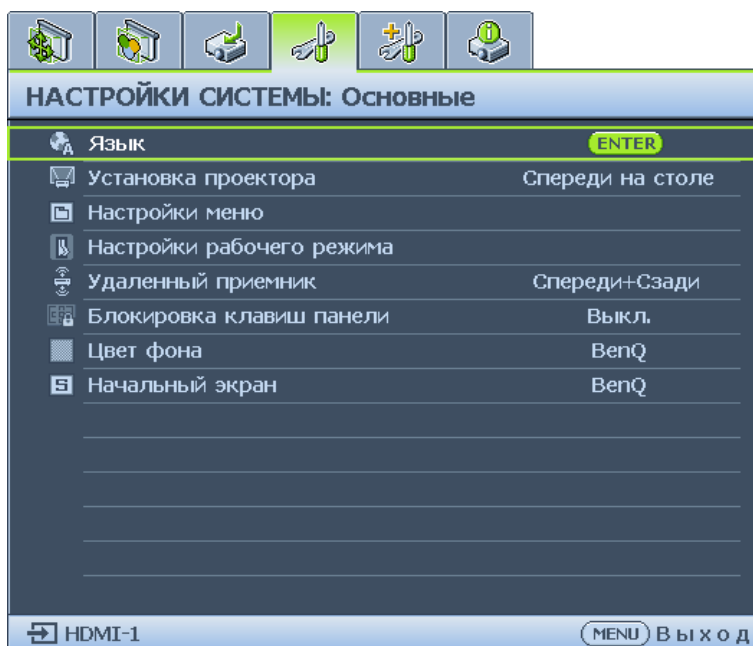 НАСТРОЙКИ СИСТЕМЫ: Основные
Язык ENTER
Установка проектора Спереди на столе
Настройки меню
Настройки рабочего режима
Удаленный приемник Спереди+Сзади
Блокировка клавиш панели Выкл.
Цвет фона BenQ
Начальный экран BenQ
HDMI-1 MENU Выход